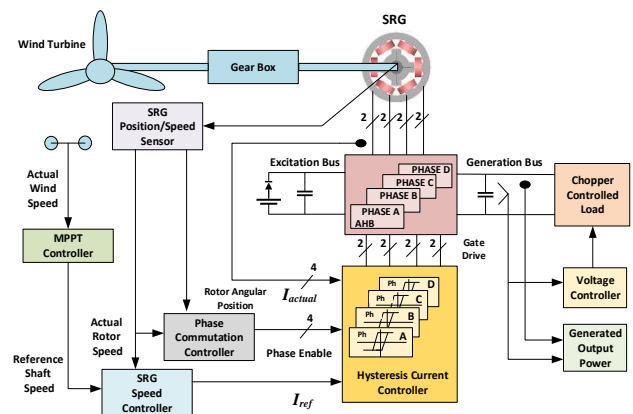 SRG
Wind Turbine
Gear Box
SRG
Position/Speed
Sensor
2
2
2
2
Actual
Wind
Speed
Excitation Bus
Generation Bus
PHASE D
PHASE C
PHASE B
PHASE A
AHB
Chopper
Controlled
Load
MPPT
Controller
2
2
2
2
Gate
Drive
4
I_actual
Rotor Angular
Position
Voltage
Controller
Ph
D
Ph
C
Ph
B
Ph
A
Actual
Rotor
Speed
Phase
Commutation
Controller
4
Phase Enable
Generated
Output
Power
Reference
Shaft
Speed
SRG
Speed
Controller
I_ref
Hysteresis Current
Controller